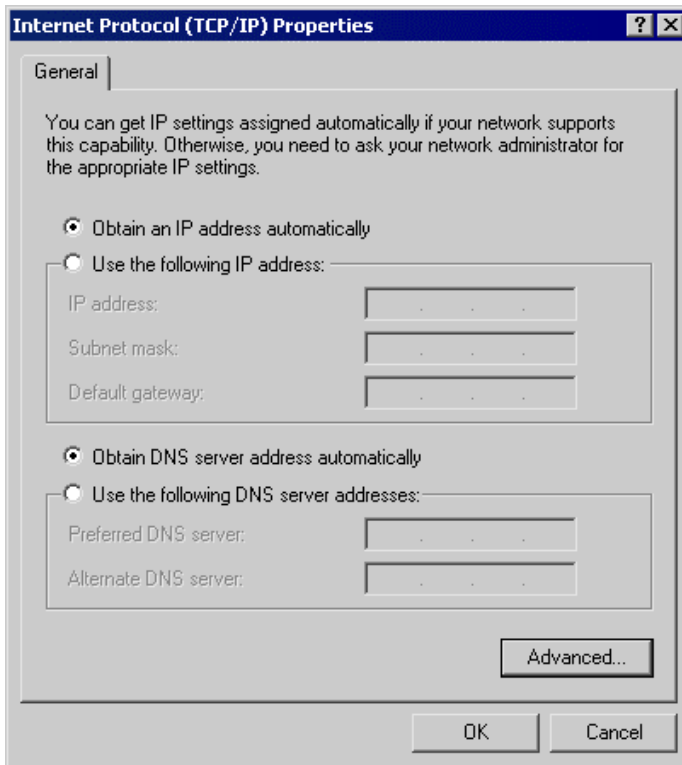 Internet Protocol (TCP/IP) Properties
General
You can get IP settings assigned automatically if your network supports
this capability. Otherwise, you need to ask your network administrator for
the appropriate IP settings.
Obtain an IP address automatically
Use the following IP address:
IP address:
Subnet mask:
Default gateway:
Obtain DNS server address automatically
Use the following DNS server addresses:
Preferred DNS server:
Alternate DNS server:
Advanced...
OK
Cancel